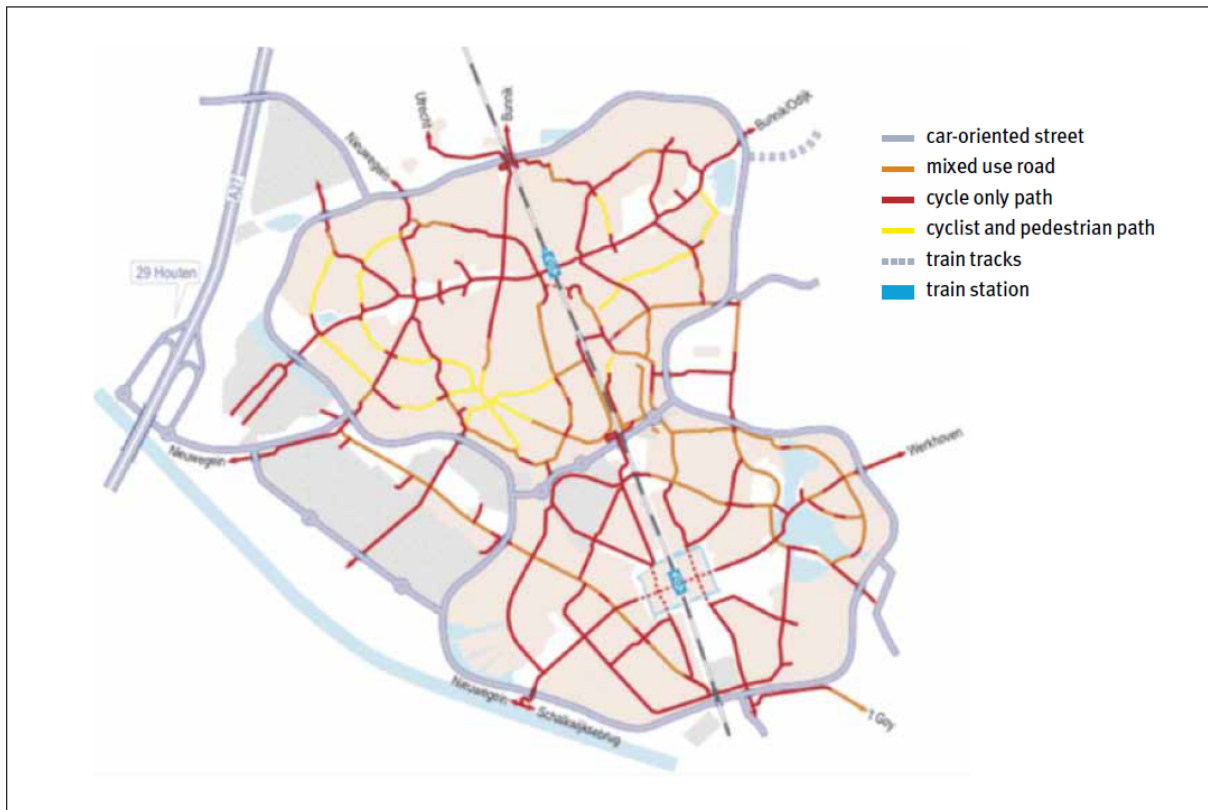 Utrecht
Bunnik
Bunnik/Odijk
Nieuwegein
A27
29 Houten
Nieuwegein
Werkhoven
Nieuwegein
Schalkwijksebrug
t Goy
car-oriented street
mixed use road
cycle only path
cyclist and pedestrian path
train tracks
train station